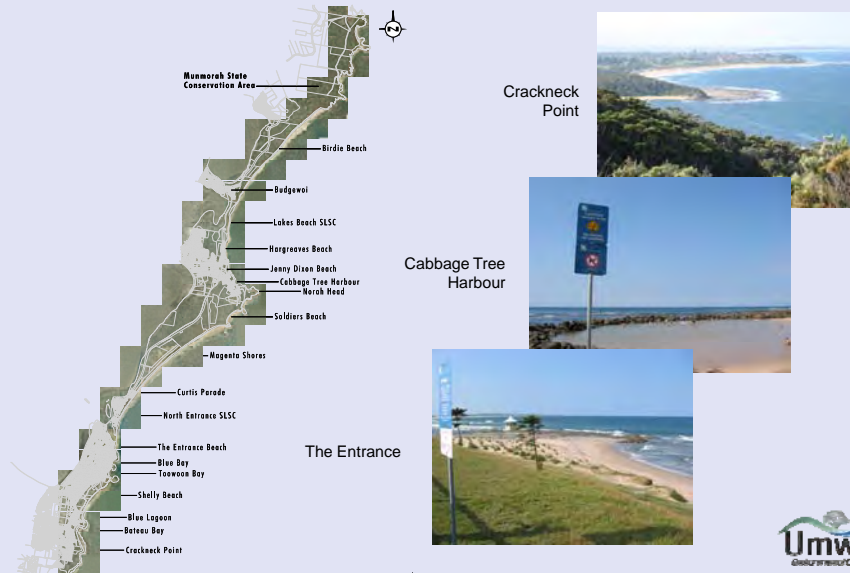 Munmorah State
Conservation Area
Birdie Beach
Budgewoi
Lakes Beach SLSC
Hargreaves Beach
Jenny Dixon Beach
Cabbage Tree Harbour
Norah Head
Soldiers Beach
Magenta Shores
Curtis Parade
North Entrance SLSC
The Entrance Beach
Blue Bay
Toowoon Bay
Shelly Beach
Blue Lagoon
Bateau Bay
Crackneck Point
Crackneck
Point
Cabbage Tree
Harbour
The Entrance
Umw